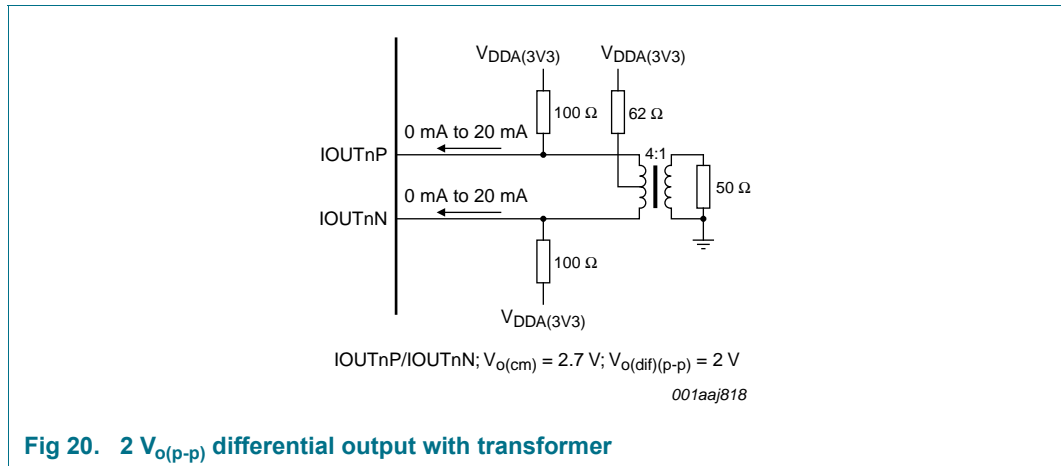 VDDA(3V3) VDDA(3V3)
100 Ω 62 Ω
0 mA to 20 mA
IOUTnP
4:1
50 Ω
0 mA to 20 mA
IOUTnN
100 Ω
VDDA(3V3)
IOUTnP/IOUTnN; Vo(cm) = 2.7 V; Vo(dif)(p-p) = 2 V
001aaj818
Fig 20. 2 Vo(p-p) differential output with transformer